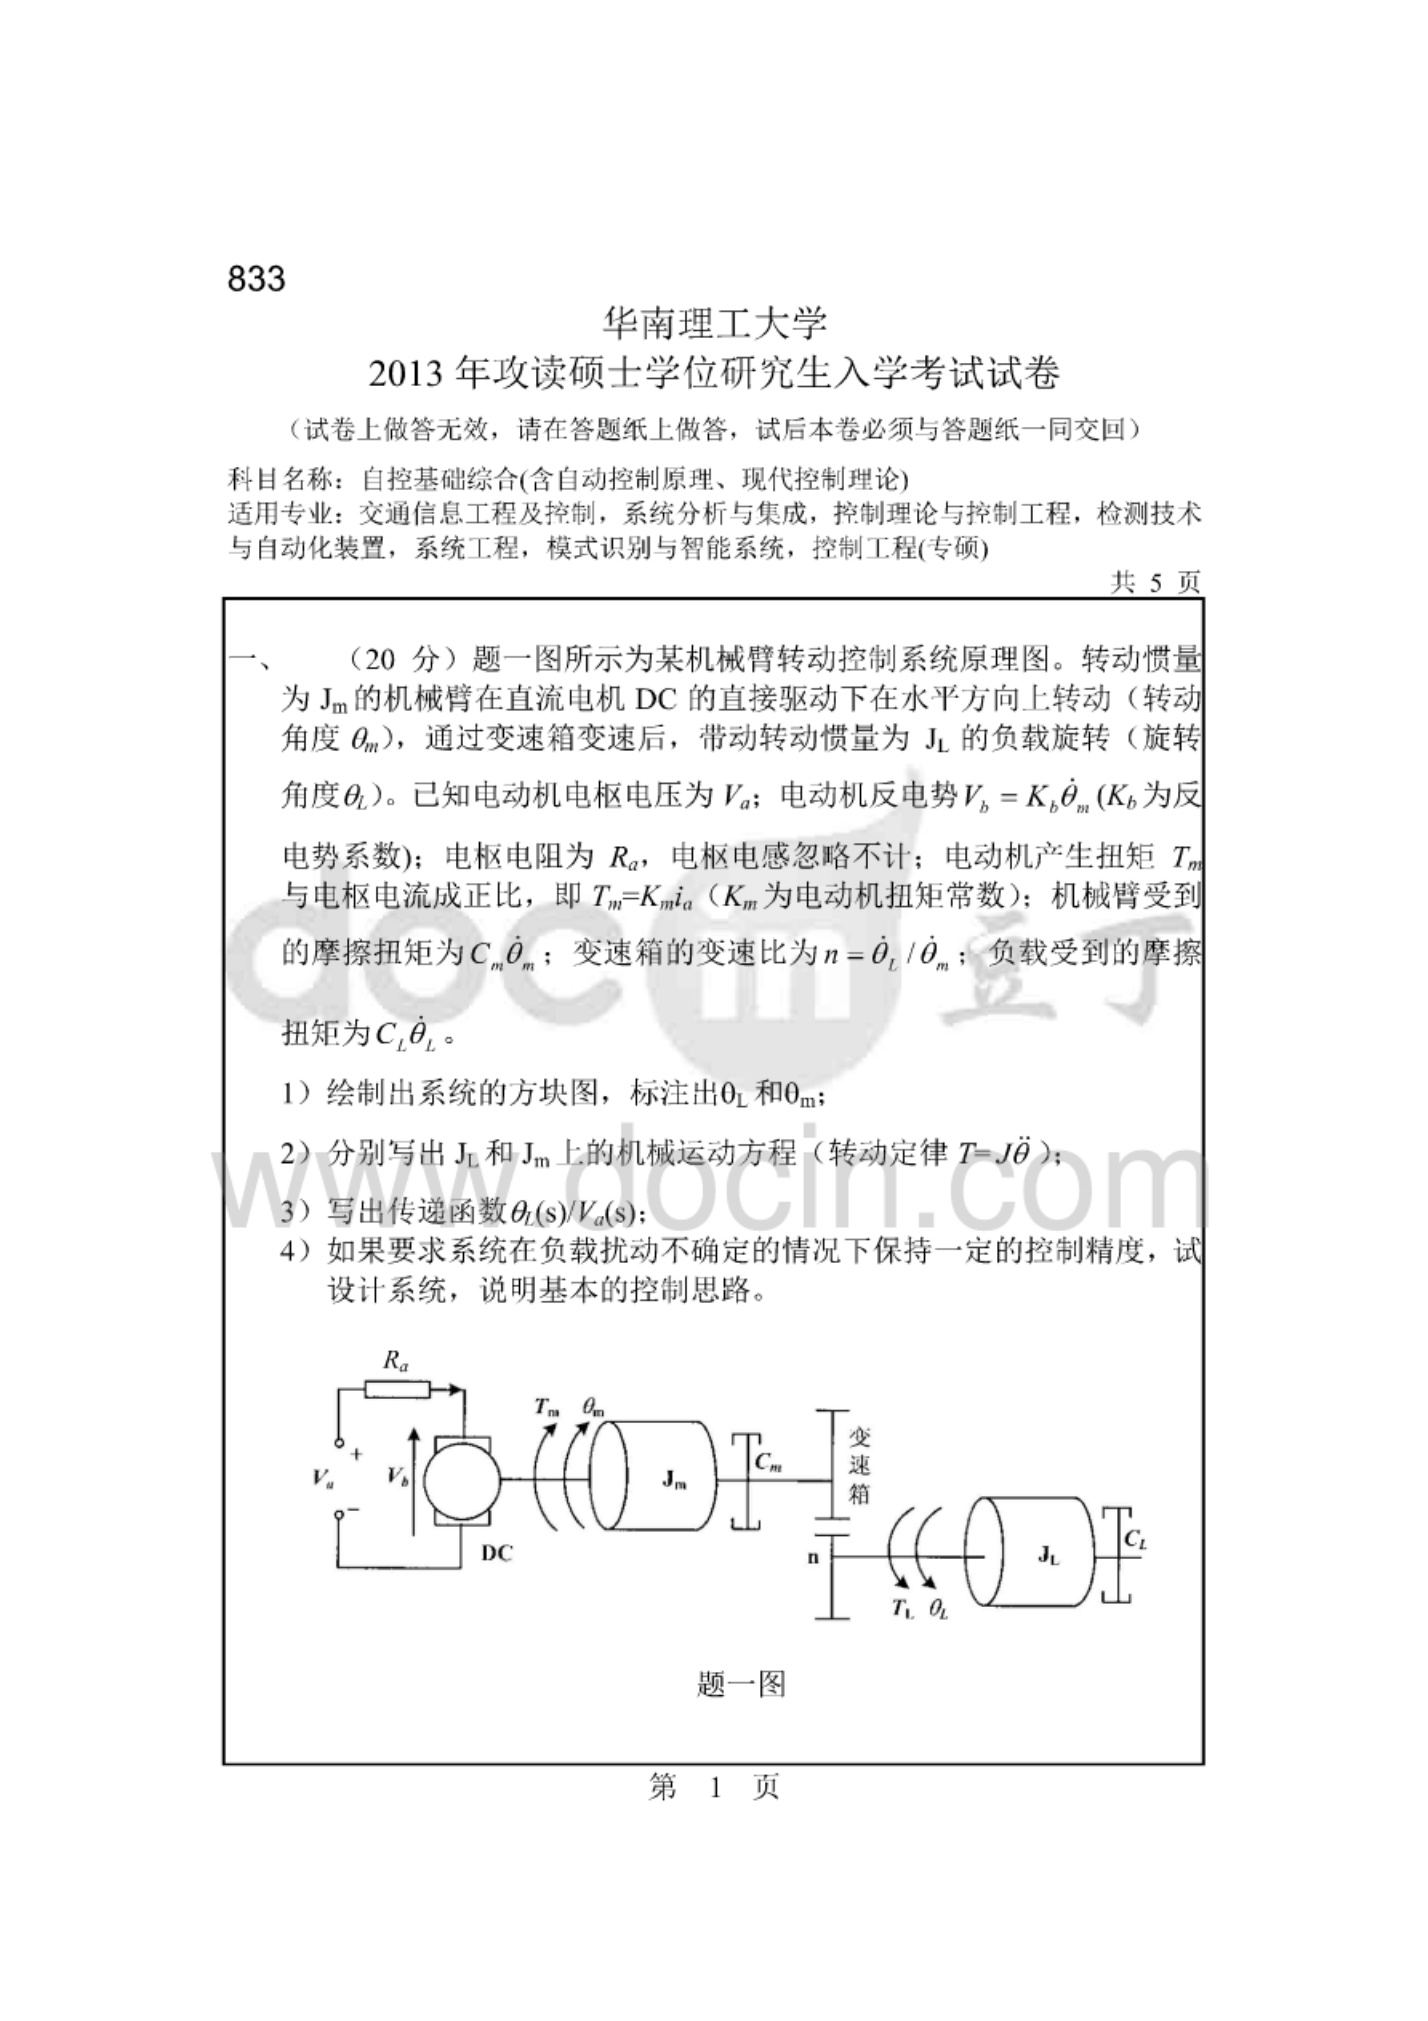 833
华南理工大学
2013 年攻读硕士学位研究生入学考试试卷
（试卷上做答无效，请在答题纸上做答，试后本卷必须与答题纸一同交回）
科目名称：自控基础综合(含自动控制原理、现代控制理论)
适用专业：交通信息工程及控制，系统分析与集成，控制理论与控制工程，检测技术
与自动化装置，系统工程，模式识别与智能系统，控制工程(专硕)
共 5 页
一、 （20 分）题一图所示为某机械臂转动控制系统原理图。转动惯量
为 Jm的机械臂在直流电机 DC 的直接驱动下在水平方向上转动（转动
角度 θm），通过变速箱变速后，带动转动惯量为 JL 的负载旋转（旋转
角度θL）。已知电动机电枢电压为 Va；电动机反电势 Vb = Kbθ̇m (Kb 为反
电势系数)；电枢电阻为 Ra，电枢电感忽略不计；电动机产生扭矩 Tm
与电枢电流成正比，即 Tm=Kmia（Km 为电动机扭矩常数）；机械臂受到
的摩擦扭矩为 Cmθ̇m；变速箱的变速比为 n = θ̇L / θ̇m；负载受到的摩擦
扭矩为 CLθ̇L。
1）绘制出系统的方块图，标注出θL 和θm；
2）分别写出 JL 和 Jm 上的机械运动方程（转动定律 T=Jθ̈）；
3）写出传递函数θL(s)/Va(s)；
4）如果要求系统在负载扰动不确定的情况下保持一定的控制精度，试
设计系统，说明基本的控制思路。
Ra
+
Va
−
Vb
DC
Tm θm
Jm
Cm
变速箱
n
TL θL
JL
CL
题一图
第 1 页
docin 豆丁
www.docin.com